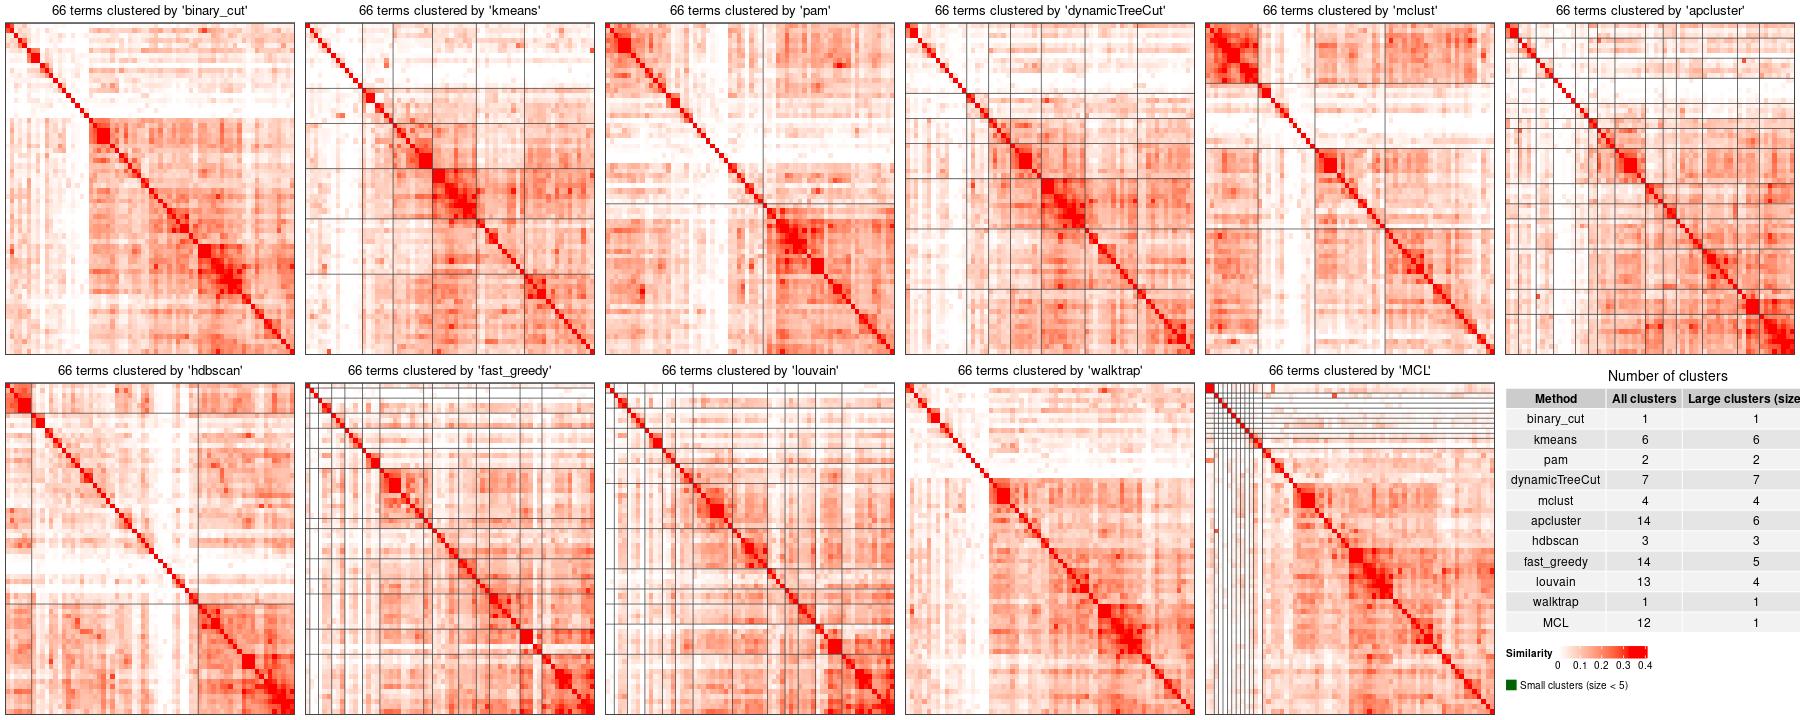 66 terms clustered by 'binary_cut'
66 terms clustered by 'kmeans'
66 terms clustered by 'pam'
66 terms clustered by 'dynamicTreeCut'
66 terms clustered by 'mclust'
66 terms clustered by 'apcluster'
66 terms clustered by 'hdbscan'
66 terms clustered by 'fast_greedy'
66 terms clustered by 'louvain'
66 terms clustered by 'walktrap'
66 terms clustered by 'MCL'
Number of clusters
Method All clusters Large clusters (size
binary_cut 1 1
kmeans 6 6
pam 2 2
dynamicTreeCut 7 7
mclust 4 4
apcluster 14 6
hdbscan 3 3
fast_greedy 14 5
louvain 13 4
walktrap 1 1
MCL 12 1
Similarity
0 0.1 0.2 0.3 0.4
Small clusters (size < 5)